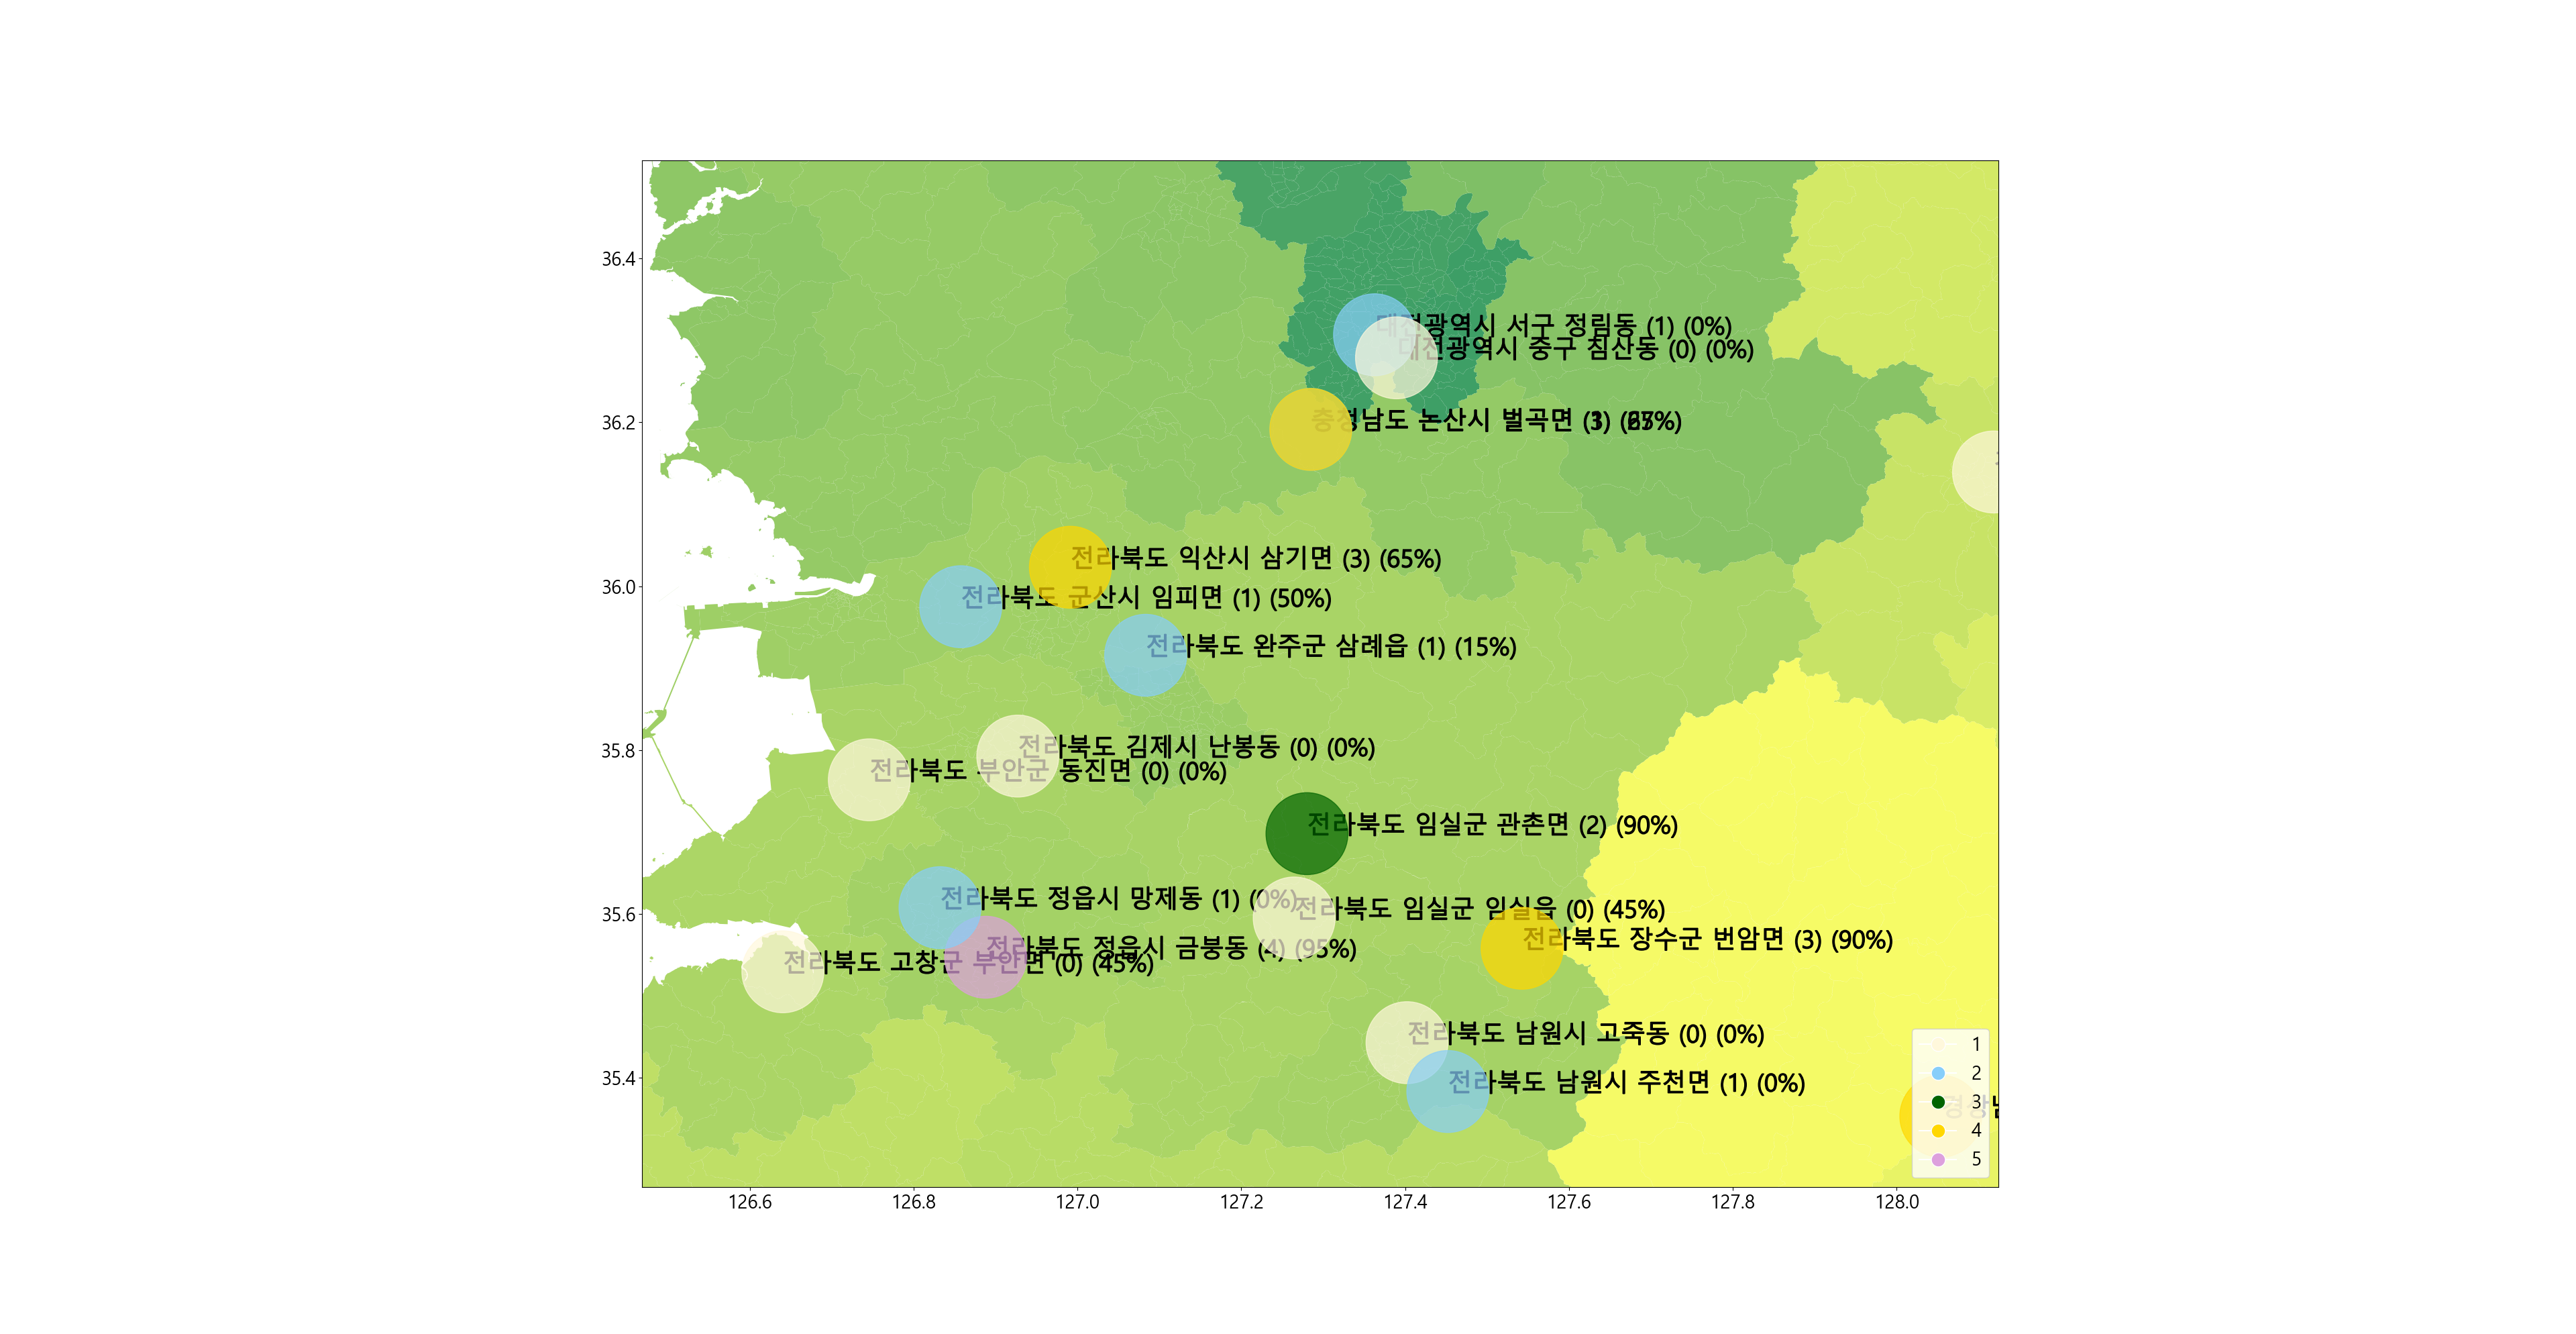 대전광역시 서구 정림동 (1) (0%)
대전광역시 중구 침산동 (0) (0%)
충청남도 논산시 벌곡면
전라북도 익산시 삼기면 (3) (65%)
전라북도 군산시 임피면 (1) (50%)
전라북도 완주군 삼례읍 (1) (15%)
전라북도 김제시 난봉동 (0) (0%)
전라북도 부안군 동진면 (0) (0%)
전라북도 임실군 관촌면 (2) (90%)
전라북도 정읍시 망제동 (1) (0%)
전라북도 임실군 임실읍 (0) (45%)
전라북도 장수군 번암면 (3) (90%)
전라북도 정읍시 금붕동 (4) (95%)
전라북도 고창군 부안면 (0) (45%)
전라북도 남원시 고죽동 (0) (0%)
전라북도 남원시 주천면 (1) (0%)
36.4
36.2
36.0
35.8
35.6
35.4
126.6 126.8 127.0 127.2 127.4 127.6 127.8 128.0
1
2
3
4
5